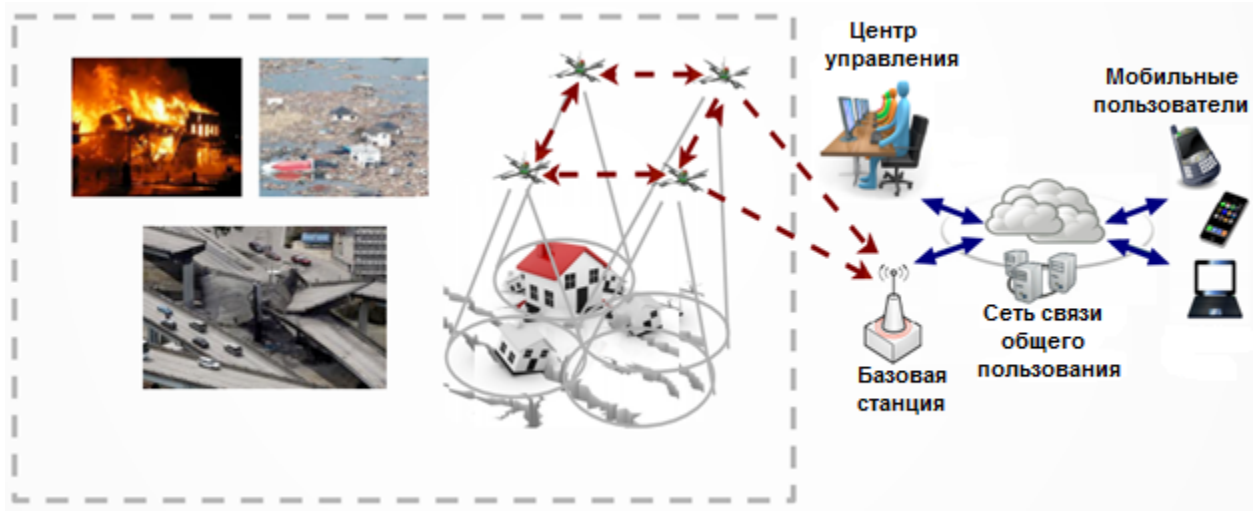 Центр
управления
Мобильные
пользователи
Сеть связи
общего
пользования
Базовая
станция